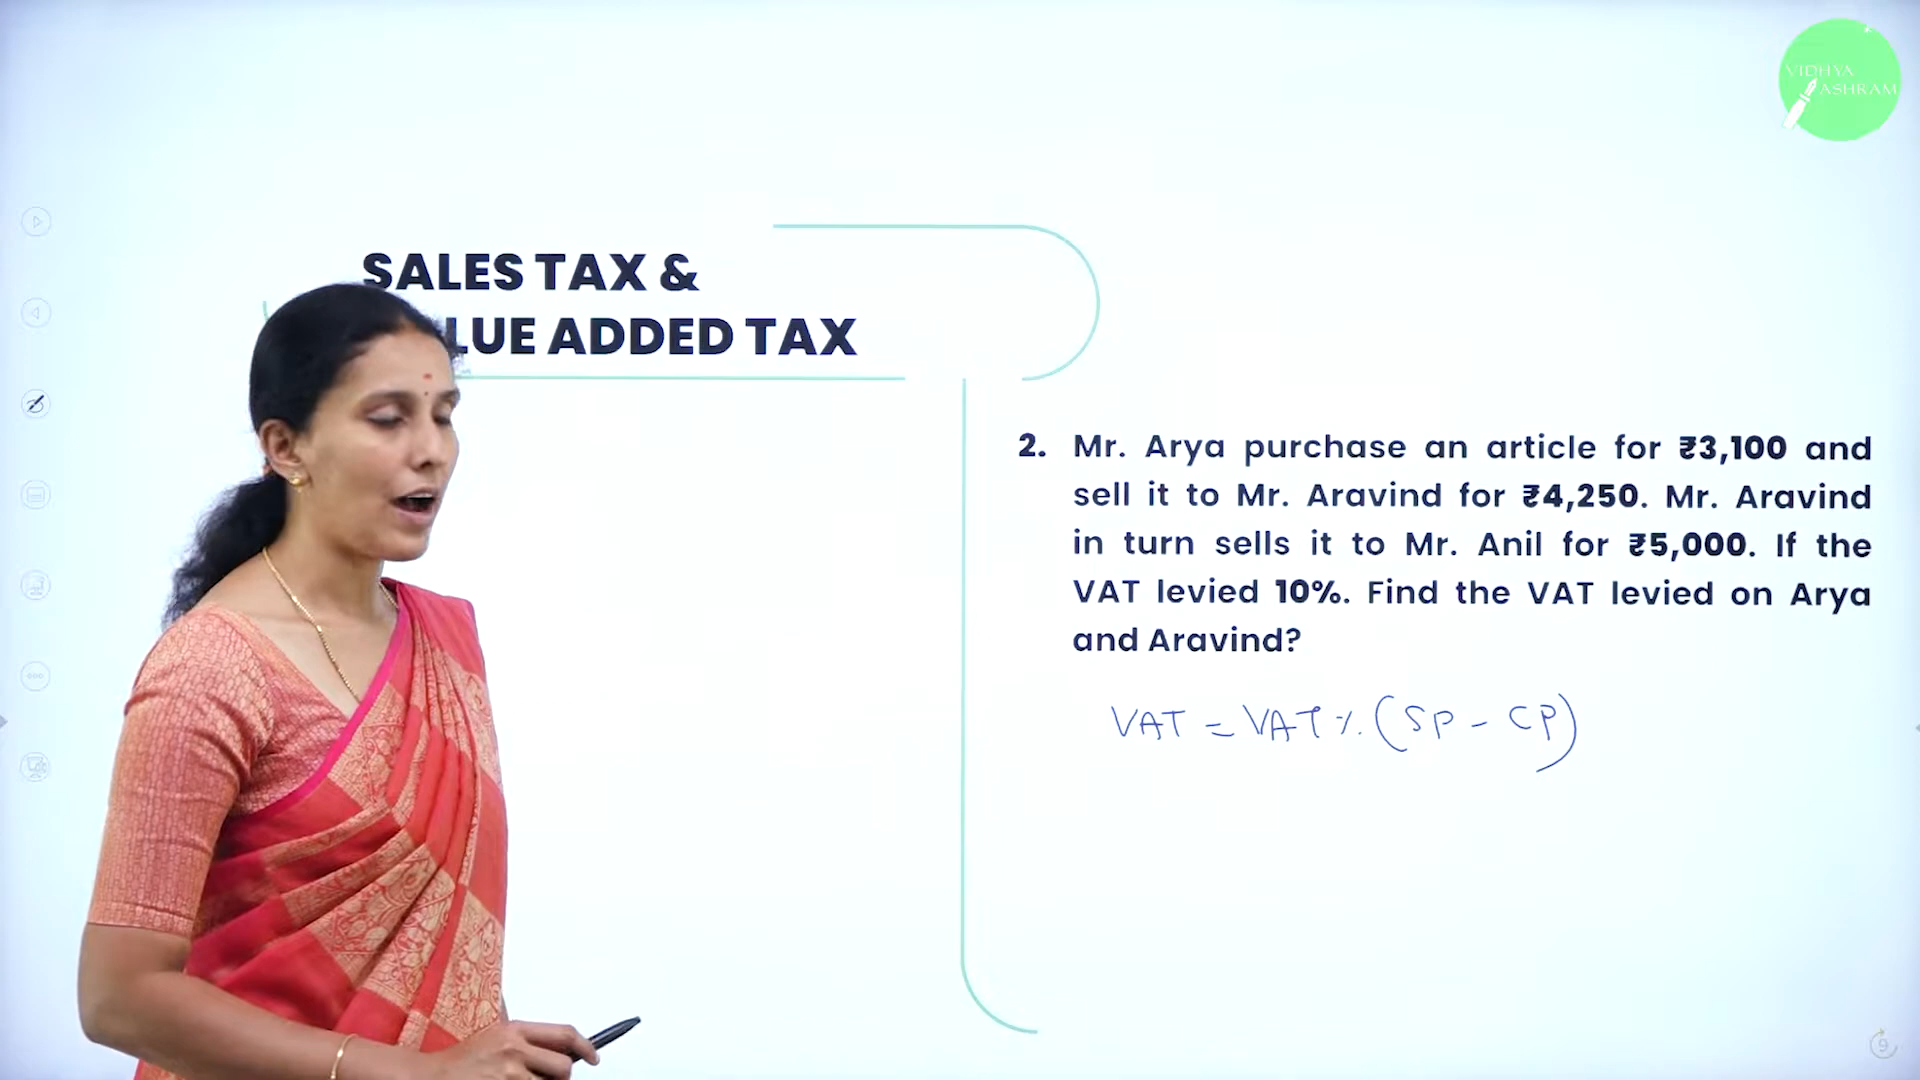 VIDHYA
ASHRAM
SALES TAX &
LUE ADDED TAX
2. Mr. Arya purchase an article for ₹3,100 and
sell it to Mr. Aravind for ₹4,250. Mr. Aravind
in turn sells it to Mr. Anil for ₹5,000. If the
VAT levied 10%. Find the VAT levied on Arya
and Aravind?
VAT = VAT % (SP - CP)
9